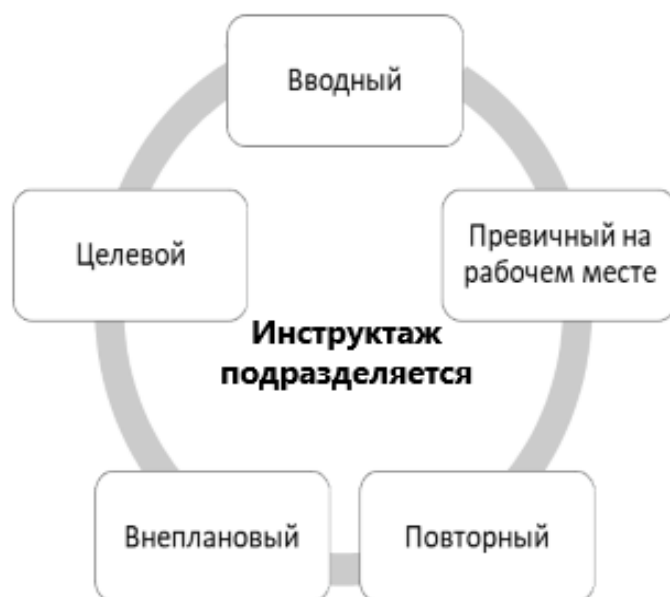 Вводный
Превичный на
рабочем месте
Целевой
Инструктаж
подразделяется
Внеплановый
Повторный